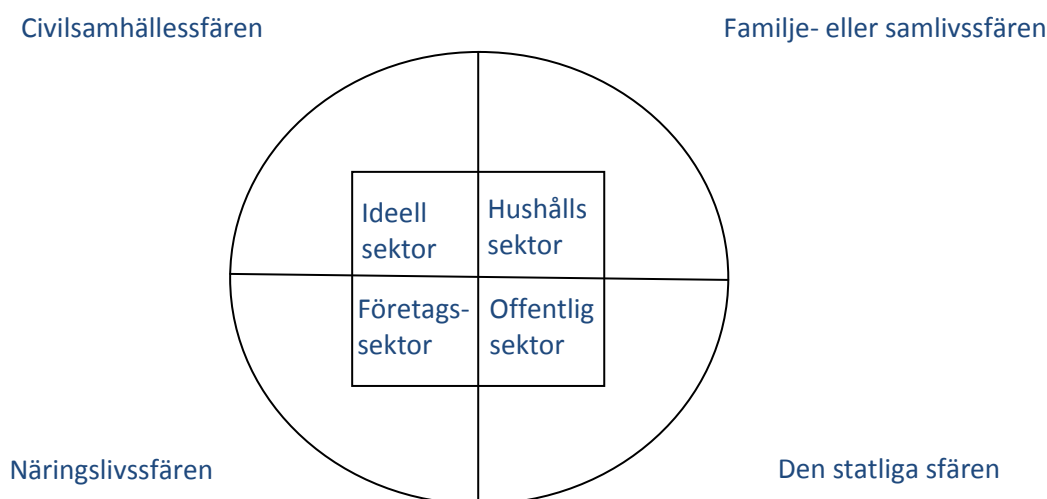 Civilsamhällessfären
Familje- eller samlivssfären
Ideell
sektor
Hushålls
sektor
Företags-
sektor
Offentlig
sektor
Näringslivssfären
Den statliga sfären